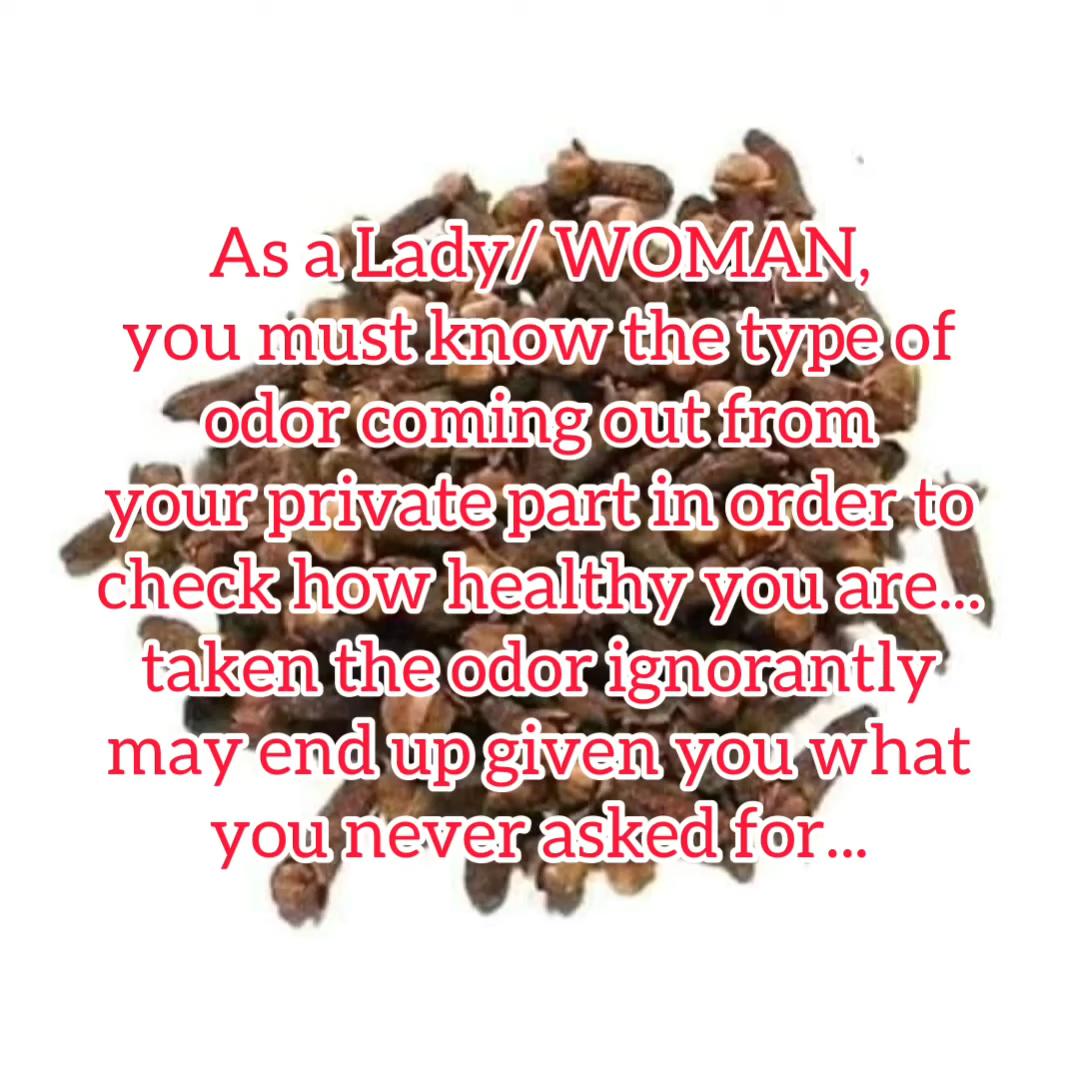 As a Lady/ WOMAN,
you must know the type of
odor coming out from
your private part in order to
check how healthy you are...
taken the odor ignorantly
may end up given you what
you never asked for...